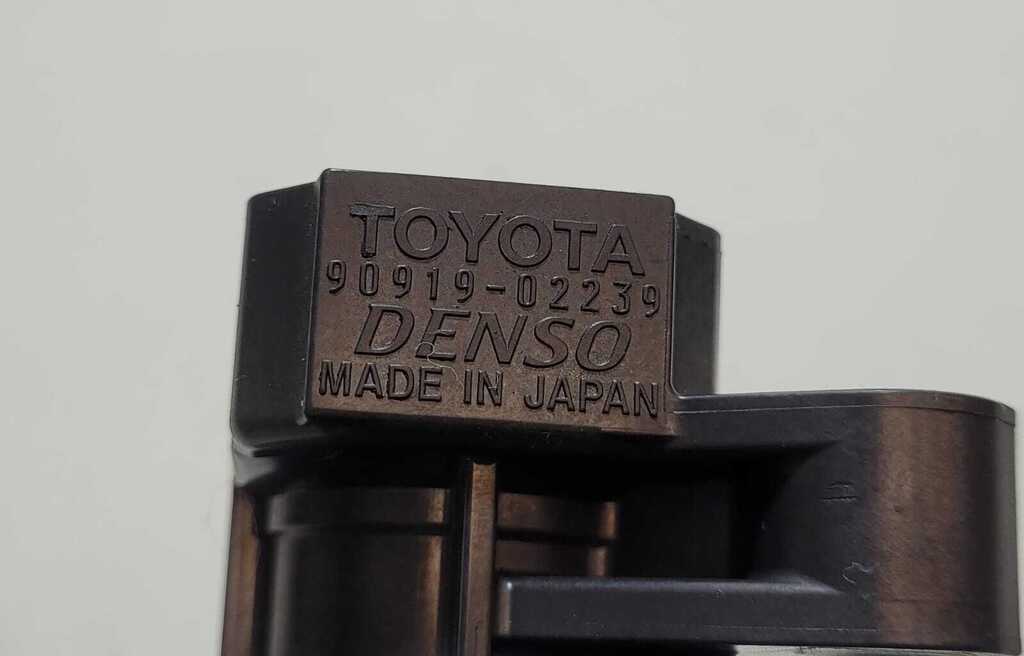 TOYOTA
90919-02239
DENSO
MADE IN JAPAN